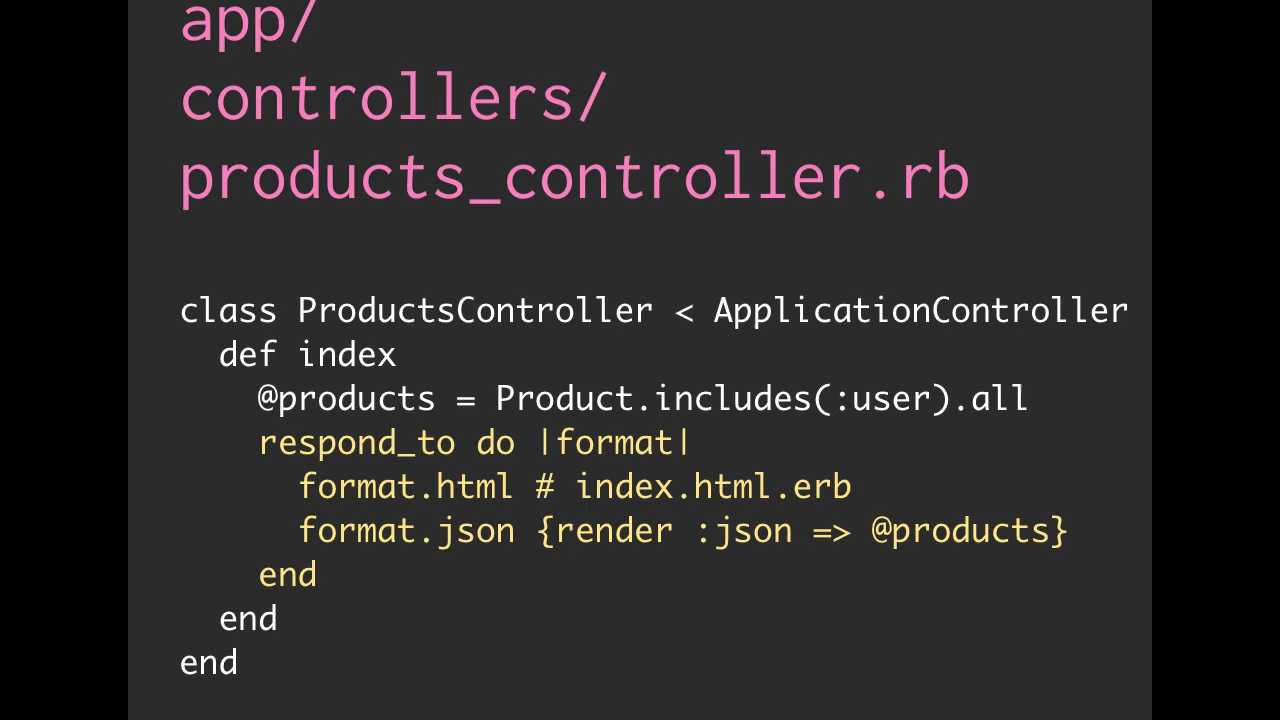 app/
controllers/
products_controller.rb
class ProductsController < ApplicationController
  def index
    @products = Product.includes(:user).all
    respond_to do |format|
      format.html # index.html.erb
      format.json {render :json => @products}
    end
  end
end